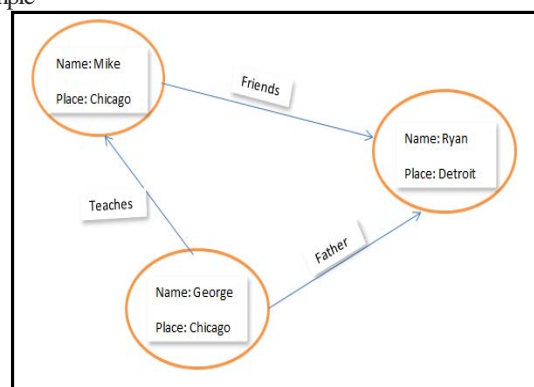 Name: Mike
Place: Chicago
Friends
Name: Ryan
Place: Detroit
Teaches
Father
Name: George
Place: Chicago